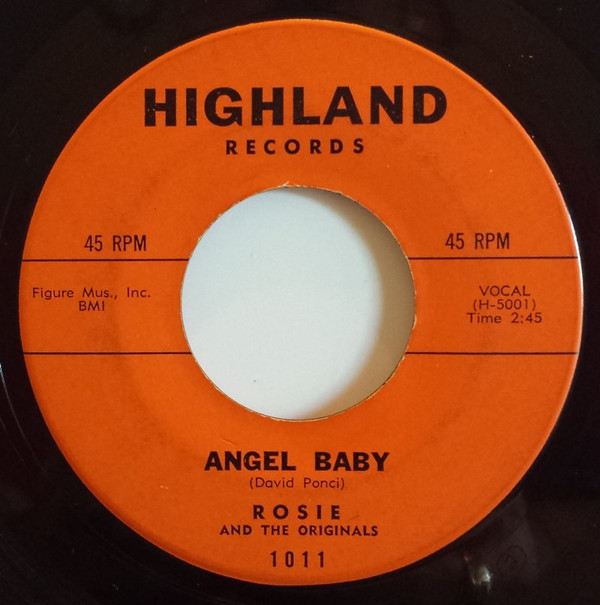 HIGHLAND
RECORDS
45 RPM
45 RPM
Figure Mus., Inc.
BMI
VOCAL
(H-5001)
Time 2:45
ANGEL BABY
(David Ponci)
ROSIE
AND THE ORIGINALS
1011